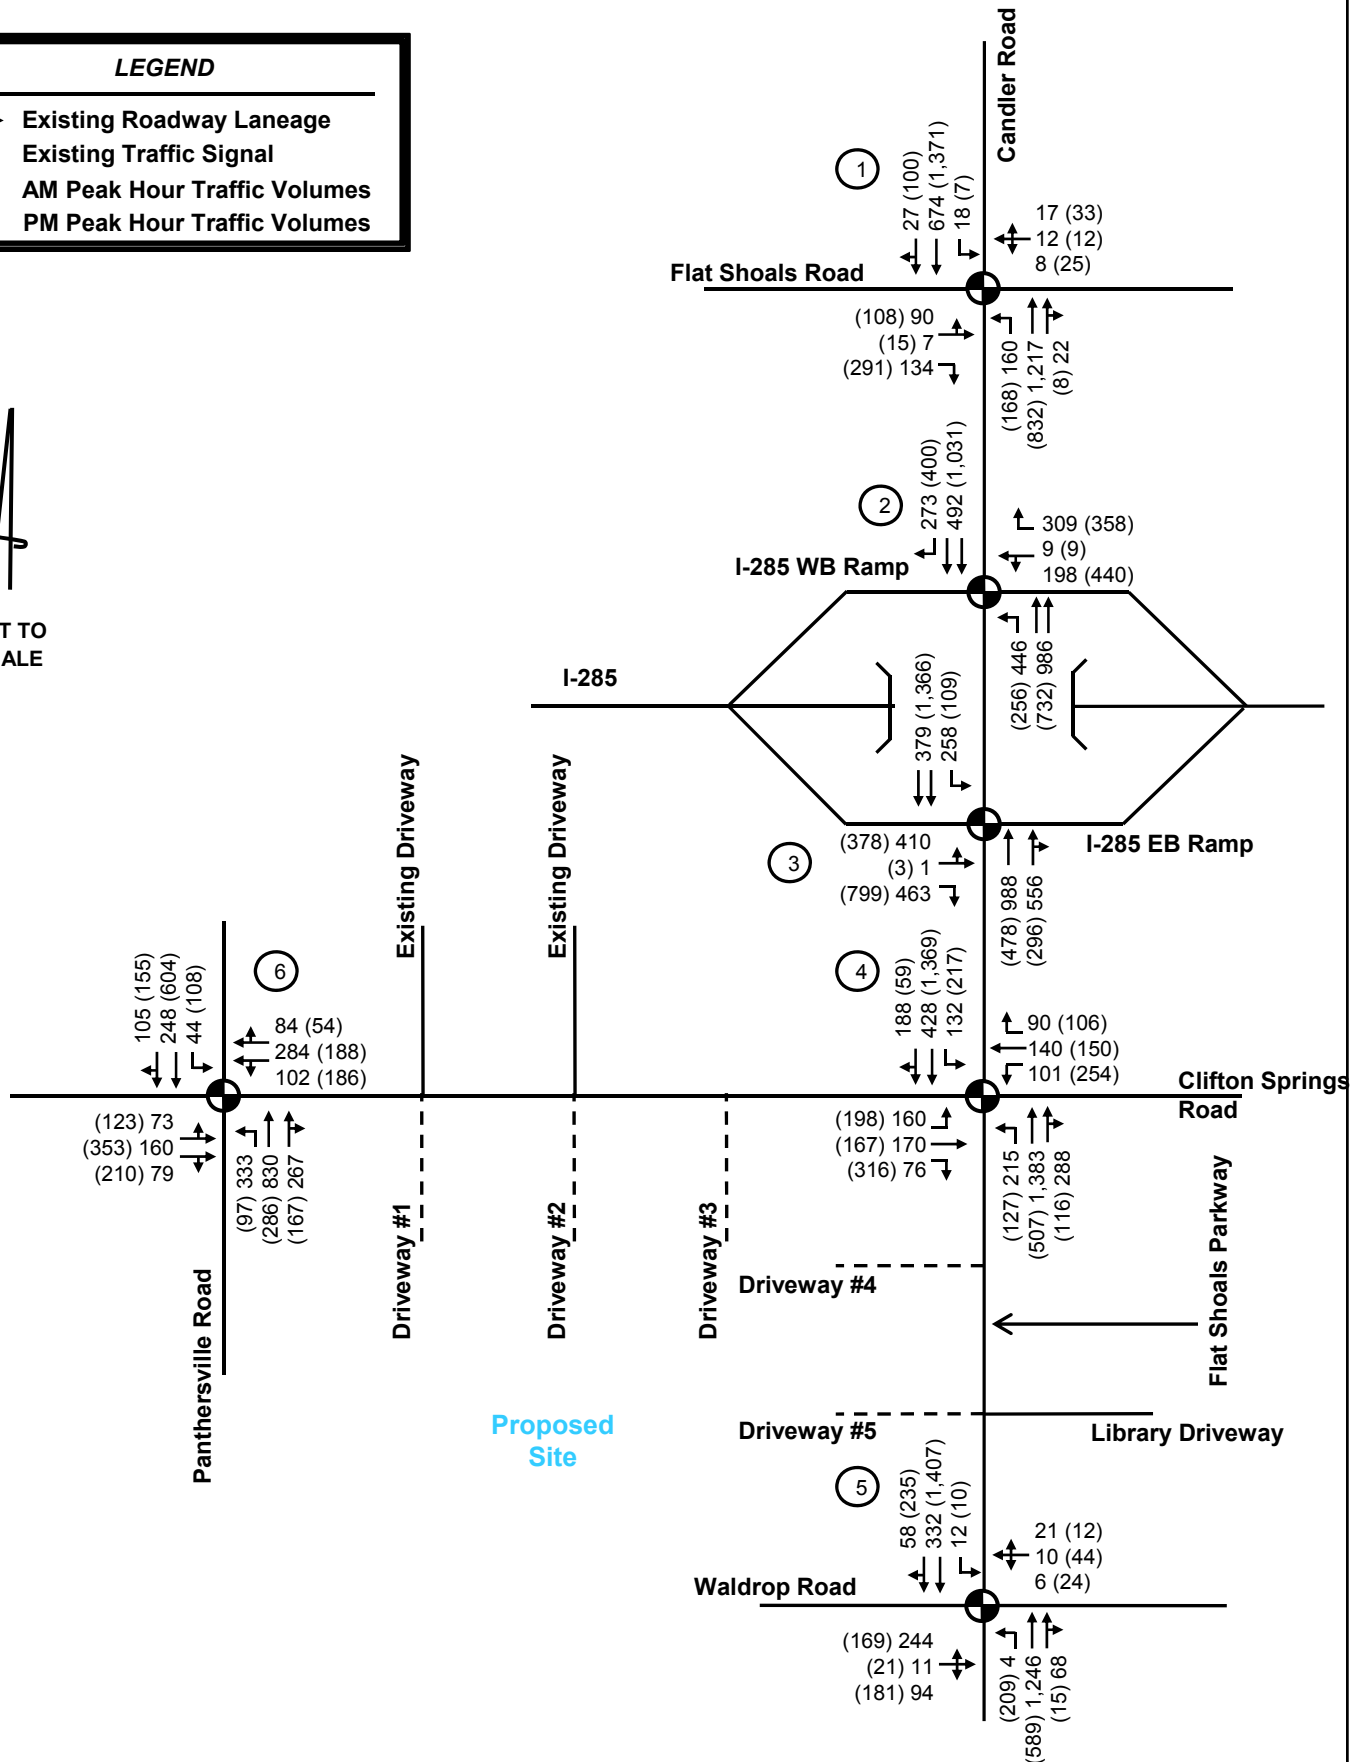 LEGEND
Existing Roadway Laneage
Existing Traffic Signal
AM Peak Hour Traffic Volumes
PM Peak Hour Traffic Volumes
T TO
ALE
Candler Road
1
27 (100)
674 (1,371)
18 (7)
17 (33)
12 (12)
8 (25)
Flat Shoals Road
(108) 90
(15) 7
(291) 134
(168) 160
(832) 1,217
(8) 22
2
273 (400)
492 (1,031)
309 (358)
9 (9)
198 (440)
I-285 WB Ramp
(256) 446
(732) 986
I-285
379 (1,366)
258 (109)
I-285 EB Ramp
3
(378) 410
(3) 1
(799) 463
(478) 988
(296) 556
Existing Driveway
Existing Driveway
4
188 (59)
428 (1,369)
132 (217)
90 (106)
140 (150)
101 (254)
Clifton Springs
Road
(198) 160
(167) 170
(316) 76
(127) 215
(507) 1,383
(116) 288
6
105 (155)
248 (604)
44 (108)
84 (54)
284 (188)
102 (186)
(123) 73
(353) 160
(210) 79
(97) 333
(286) 830
(167) 267
Panthersville Road
Driveway #1
Driveway #2
Driveway #3
Driveway #4
Flat Shoals Parkway
Proposed
Site
Driveway #5
Library Driveway
5
58 (235)
332 (1,407)
12 (10)
21 (12)
10 (44)
6 (24)
Waldrop Road
(169) 244
(21) 11
(181) 94
(209) 4
(589) 1,246
(15) 68